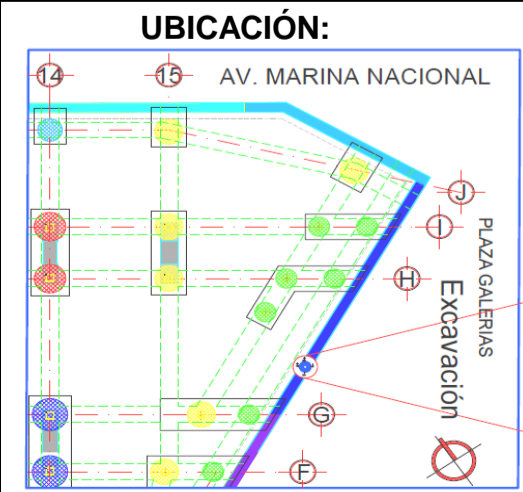 UBICACIÓN:
14
15
AV. MARINA NACIONAL
J
I
H
G
F
PLAZA GALERIAS
Excavación